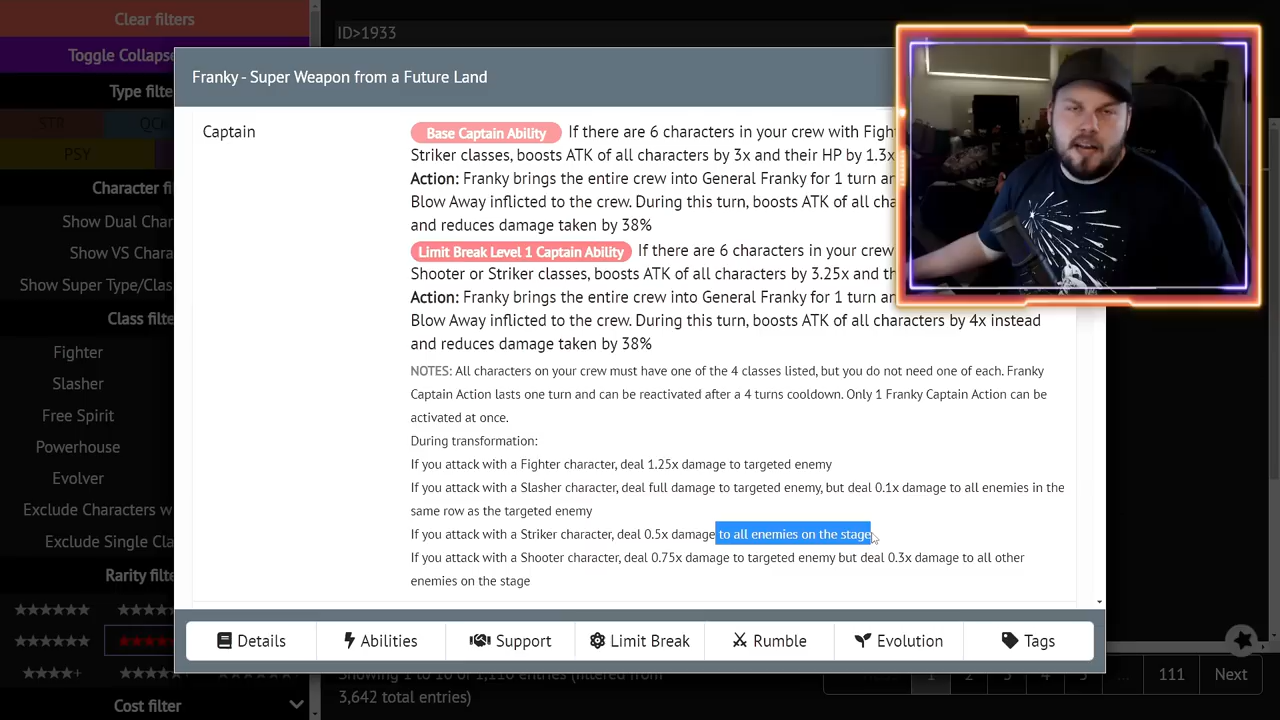 Clear filters
ID>1933
Toggle Collapse
Type filte
STR
QC
PSY
Character fi
Show Dual Char
Show VS Chara
Show Super Type/Clas
Class filte
Fighter
Slasher
Free Spirit
Powerhouse
Evolver
Exclude Characters
Exclude Single Cla
Rarity filte
Cost filter
Franky - Super Weapon from a Future Land
Captain
Base Captain Ability If there are 6 characters in your crew with Figh
Striker classes, boosts ATK of all characters by 3x and their HP by 1.3x
Action: Franky brings the entire crew into General Franky for 1 turn an
Blow Away inflicted to the crew. During this turn, boosts ATK of all cha
and reduces damage taken by 38%
Limit Break Level 1 Captain Ability If there are 6 characters in your crew
Shooter or Striker classes, boosts ATK of all characters by 3.25x and th
Action: Franky brings the entire crew into General Franky for 1 turn an
Blow Away inflicted to the crew. During this turn, boosts ATK of all characters by 4x instead
and reduces damage taken by 38%
NOTES: All characters on your crew must have one of the 4 classes listed, but you do not need one of each. Franky
Captain Action lasts one turn and can be reactivated after a 4 turns cooldown. Only 1 Franky Captain Action can be
activated at once.
During transformation:
If you attack with a Fighter character, deal 1.25x damage to targeted enemy
If you attack with a Slasher character, deal full damage to targeted enemy, but deal 0.1x damage to all enemies in the
same row as the targeted enemy
If you attack with a Striker character, deal 0.5x damage to all enemies on the stage
If you attack with a Shooter character, deal 0.75x damage to targeted enemy but deal 0.3x damage to all other
enemies on the stage
Details
Abilities
Support
Limit Break
Rumble
Evolution
Tags
Showing 1 to 10 of 1,110 entries (filtered from
3,642 total entries)
1
2
3
4
5
...
111
Next